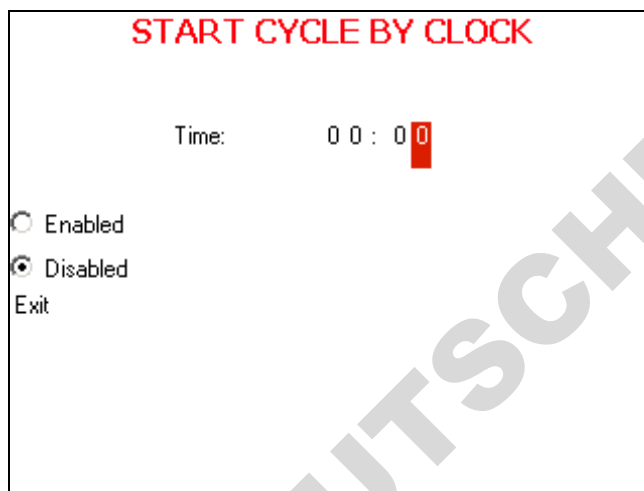 START CYCLE BY CLOCK
Time: 0 0 : 0 0
Enabled
Disabled
Exit